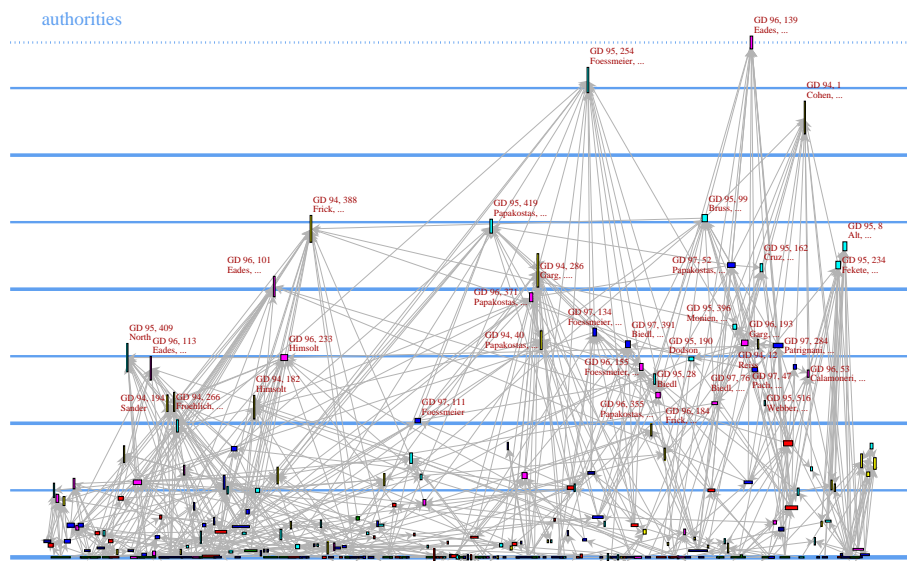 authorities
GD 96, 139
Eades, ...
GD 95, 254
Foessmeier, ...
GD 94, 1
Cohen, ...
GD 94, 388
Frick, ...
GD 95, 419
Papakostas, ...
GD 95, 99
Bruss, ...
GD 95, 8
Alt, ...
GD 96, 101
Eades, ...
GD 94, 286
Garg, ...
GD 97, 52
Papakostas, ...
GD 95, 162
Cruz, ...
GD 95, 234
Fekete, ...
GD 96, 371
Papakostas, ...
GD 97, 134
Foessmeier, ...
GD 95, 396
Monien, ...
GD 95, 409
North
GD 96, 113
Eades, ...
GD 96, 233
Himsolt
GD 94, 40
Papakostas, ...
GD 97, 391
Biedl, ...
GD 95, 190
Dodson
GD 96, 193
Garg, ...
GD 97, 284
Patrignani, ...
GD 94, 12
GD 96, 155
Foessmeier, ...
GD 95, 28
Biedl
GD 97, 76
Biedl, ...
GD 97, 47
Pach, ...
GD 96, 53
Calamoneri, ...
GD 94, 182
Himsolt
GD 94, 194
Sander
GD 94, 266
Froehlich, ...
GD 97, 111
Foessmeier
GD 96, 355
Papakostas, ...
GD 96, 184
Frick, ...
GD 95, 516
Webber, ...